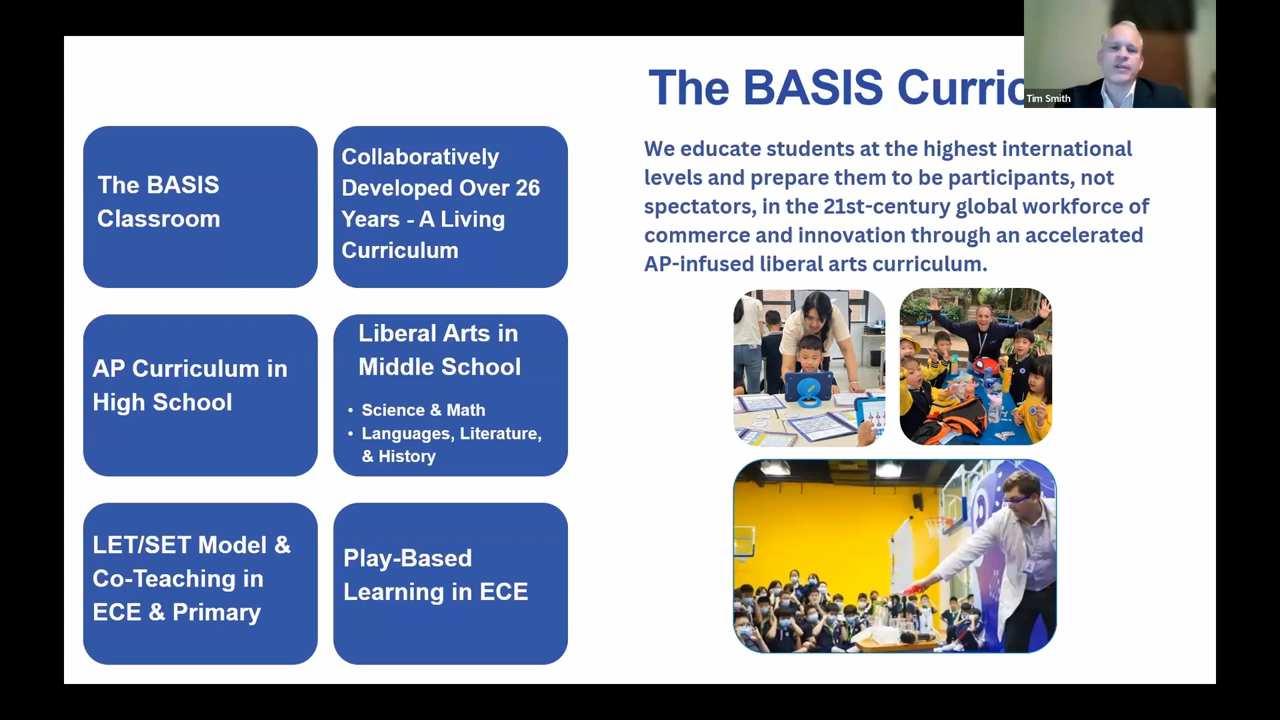 The BASIS Curric
Tim Smith
The BASIS
Classroom
Collaboratively
Developed Over 26
Years - A Living
Curriculum
AP Curriculum in
High School
Liberal Arts in
Middle School
• Science & Math
• Languages, Literature,
& History
LET/SET Model &
Co-Teaching in
ECE & Primary
Play-Based
Learning in ECE
We educate students at the highest international
levels and prepare them to be participants, not
spectators, in the 21st-century global workforce of
commerce and innovation through an accelerated
AP-infused liberal arts curriculum.